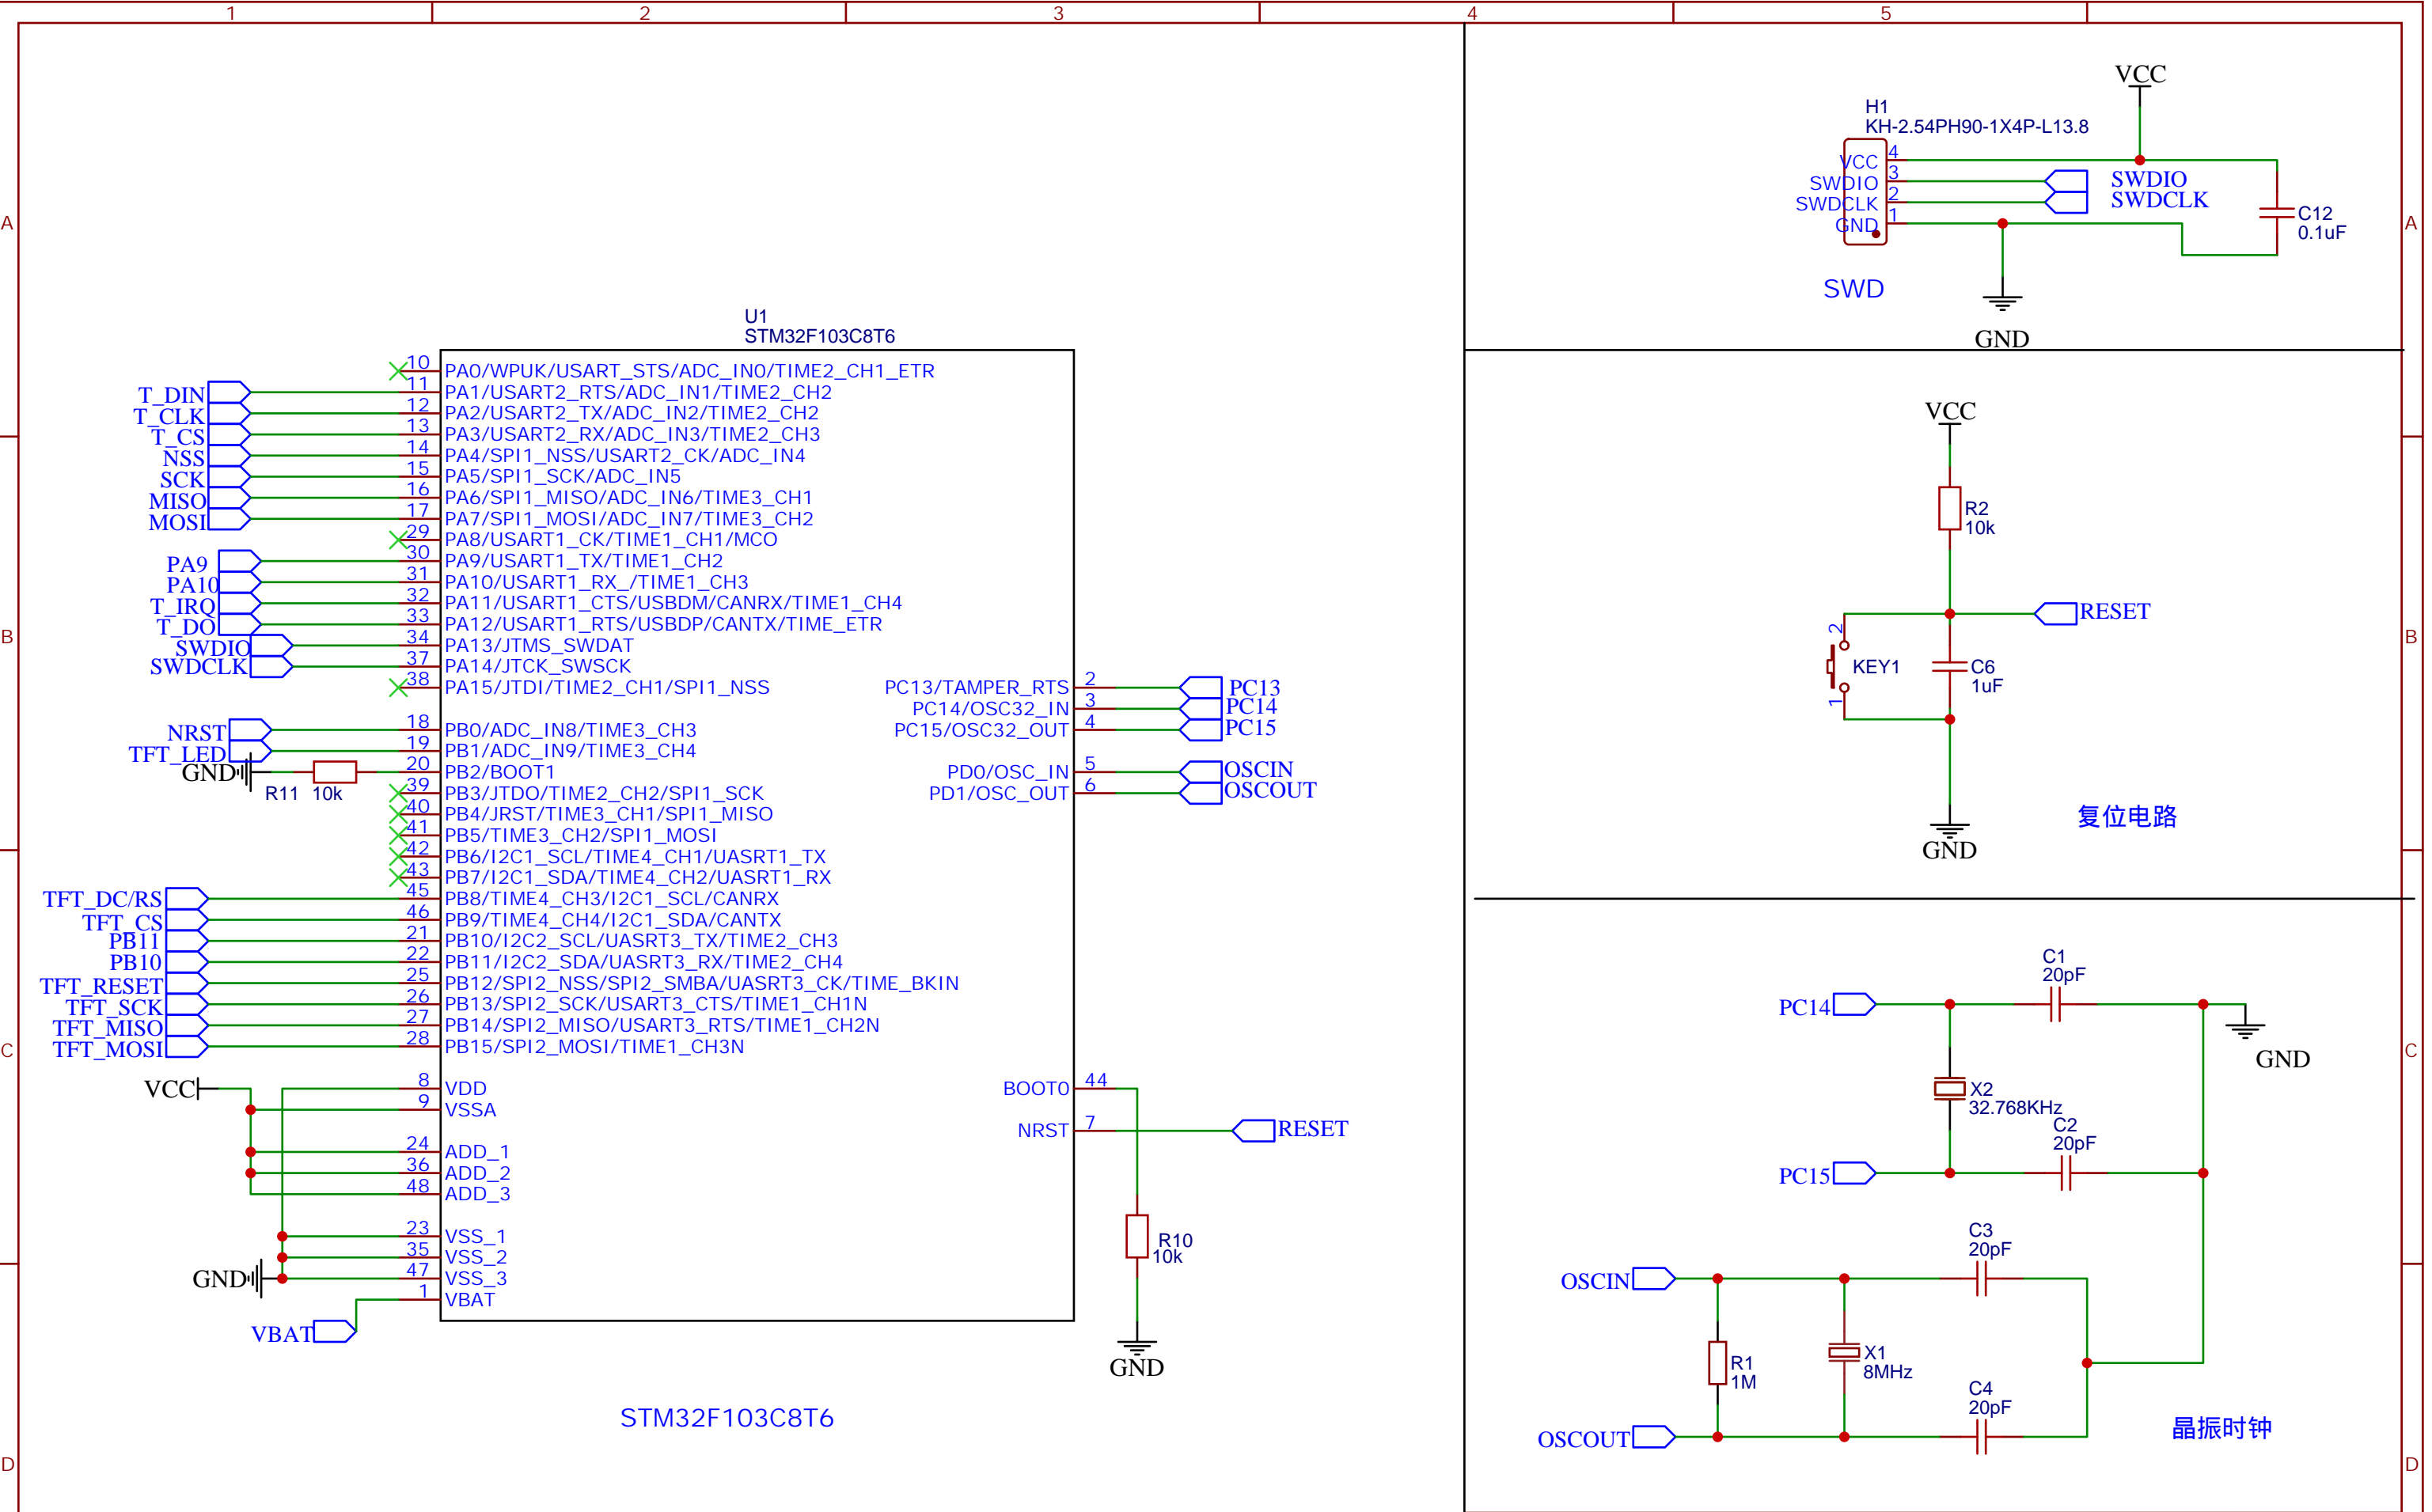 1 2 3 4 5
A
B
C
D
U1
STM32F103C8T6
T_DIN
T_CLK
T_CS
NSS
SCK
MISO
MOSI
PA9
PA10
T_IRQ
T_DO
SWDIO
SWDCLK
NRST
TFT_LED
GND
R11 10k
TFT_DC/RS
TFT_CS
PB11
PB10
TFT_RESET
TFT_SCK
TFT_MISO
TFT_MOSI
VCC
GND
VBAT
10 PA0/WPUK/USART_STS/ADC_IN0/TIME2_CH1_ETR
11 PA1/USART2_RTS/ADC_IN1/TIME2_CH2
12 PA2/USART2_TX/ADC_IN2/TIME2_CH2
13 PA3/USART2_RX/ADC_IN3/TIME2_CH3
14 PA4/SPI1_NSS/USART2_CK/ADC_IN4
15 PA5/SPI1_SCK/ADC_IN5
16 PA6/SPI1_MISO/ADC_IN6/TIME3_CH1
17 PA7/SPI1_MOSI/ADC_IN7/TIME3_CH2
29 PA8/USART1_CK/TIME1_CH1/MCO
30 PA9/USART1_TX/TIME1_CH2
31 PA10/USART1_RX_/TIME1_CH3
32 PA11/USART1_CTS/USBDM/CANRX/TIME1_CH4
33 PA12/USART1_RTS/USBDP/CANTX/TIME_ETR
34 PA13/JTMS_SWDAT
37 PA14/JTCK_SWSCK
38 PA15/JTDI/TIME2_CH1/SPI1_NSS
18 PB0/ADC_IN8/TIME3_CH3
19 PB1/ADC_IN9/TIME3_CH4
20 PB2/BOOT1
39 PB3/JTDO/TIME2_CH2/SPI1_SCK
40 PB4/JRST/TIME3_CH1/SPI1_MISO
41 PB5/TIME3_CH2/SPI1_MOSI
42 PB6/I2C1_SCL/TIME4_CH1/UASRT1_TX
43 PB7/I2C1_SDA/TIME4_CH2/UASRT1_RX
45 PB8/TIME4_CH3/I2C1_SCL/CANRX
46 PB9/TIME4_CH4/I2C1_SDA/CANTX
21 PB10/I2C2_SCL/UASRT3_TX/TIME2_CH3
22 PB11/I2C2_SDA/UASRT3_RX/TIME2_CH4
25 PB12/SPI2_NSS/SPI2_SMBA/UASRT3_CK/TIME_BKIN
26 PB13/SPI2_SCK/USART3_CTS/TIME1_CH1N
27 PB14/SPI2_MISO/USART3_RTS/TIME1_CH2N
28 PB15/SPI2_MOSI/TIME1_CH3N
8 VDD
9 VSSA
24 ADD_1
36 ADD_2
48 ADD_3
23 VSS_1
35 VSS_2
47 VSS_3
1 VBAT
PC13/TAMPER_RTS 2 PC13
PC14/OSC32_IN 3 PC14
PC15/OSC32_OUT 4 PC15
PD0/OSC_IN 5 OSCIN
PD1/OSC_OUT 6 OSCOUT
BOOT0 44
NRST 7 RESET
R10
10k
GND
STM32F103C8T6
VCC
H1
KH-2.54PH90-1X4P-L13.8
VCC 4
SWDIO 3 SWDIO
SWDCLK 2 SWDCLK
GND 1
C12
0.1uF
SWD
GND
VCC
R2
10k
RESET
2
KEY1
1
C6
1uF
复位电路
GND
C1
20pF
PC14
GND
X2
32.768KHz
C2
20pF
PC15
C3
20pF
OSCIN
R1
1M
X1
8MHz
C4
20pF
OSCOUT
晶振时钟
A
B
C
D